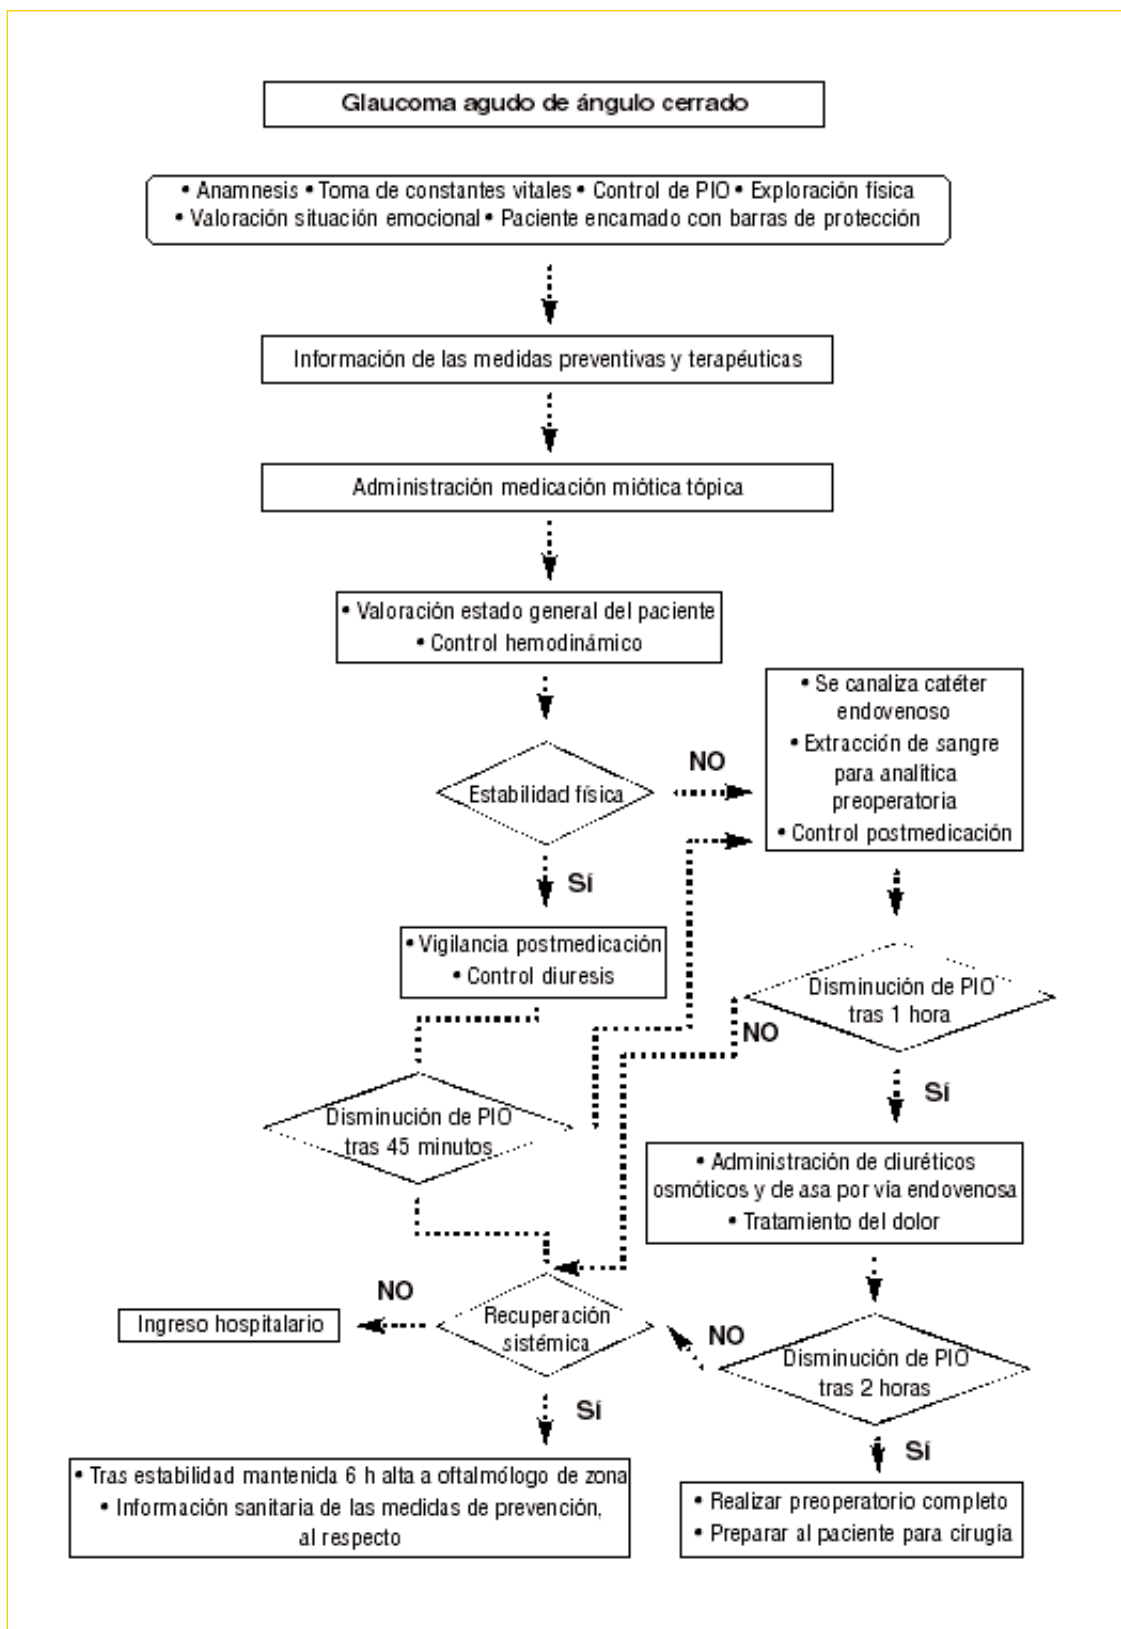 Glaucoma agudo de ángulo cerrado
• Anamnesis • Toma de constantes vitales • Control de PIO • Exploración física
• Valoración situación emocional • Paciente encamado con barras de protección
Información de las medidas preventivas y terapéuticas
Administración medicación miótica tópica
• Valoración estado general del paciente
• Control hemodinámico
• Se canaliza catéter
endovenoso
• Extracción de sangre
para analítica
preoperatoria
• Control postmedicación
Estabilidad física
NO
SÍ
• Vigilancia postmedicación
• Control diuresis
Disminución de PIO
tras 1 hora
NO
SÍ
Disminución de PIO
tras 45 minutos
• Administración de diuréticos
osmóticos y de asa por vía endovenosa
• Tratamiento del dolor
Recuperación
sistémica
NO
Ingreso hospitalario
NO
Disminución de PIO
tras 2 horas
SÍ
SÍ
• Tras estabilidad mantenida 6 h alta a oftalmólogo de zona
• Información sanitaria de las medidas de prevención,
al respecto
• Realizar preoperatorio completo
• Preparar al paciente para cirugía